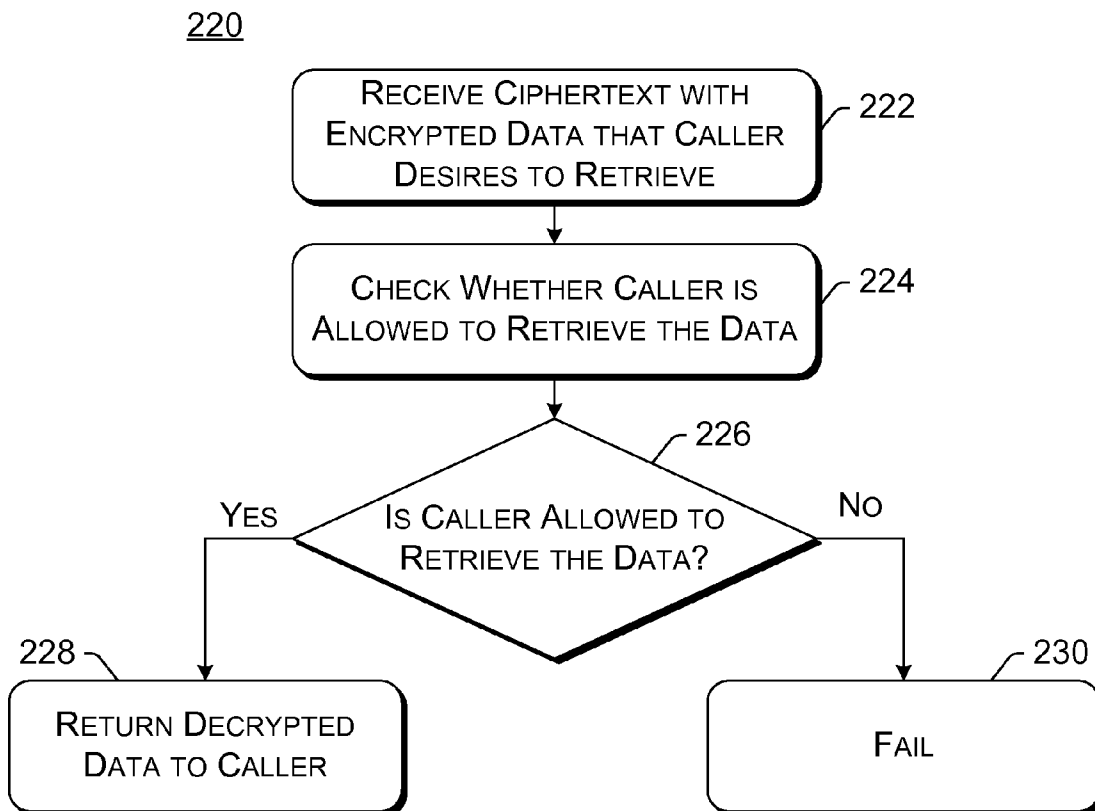 220
RECEIVE CIPHERTEXT WITH
ENCRYPTED DATA THAT CALLER
DESIRES TO RETRIEVE
222
CHECK WHETHER CALLER IS
ALLOWED TO RETRIEVE THE DATA
224
226
IS CALLER ALLOWED TO
RETRIEVE THE DATA?
YES
NO
228
RETURN DECRYPTED
DATA TO CALLER
230
FAIL